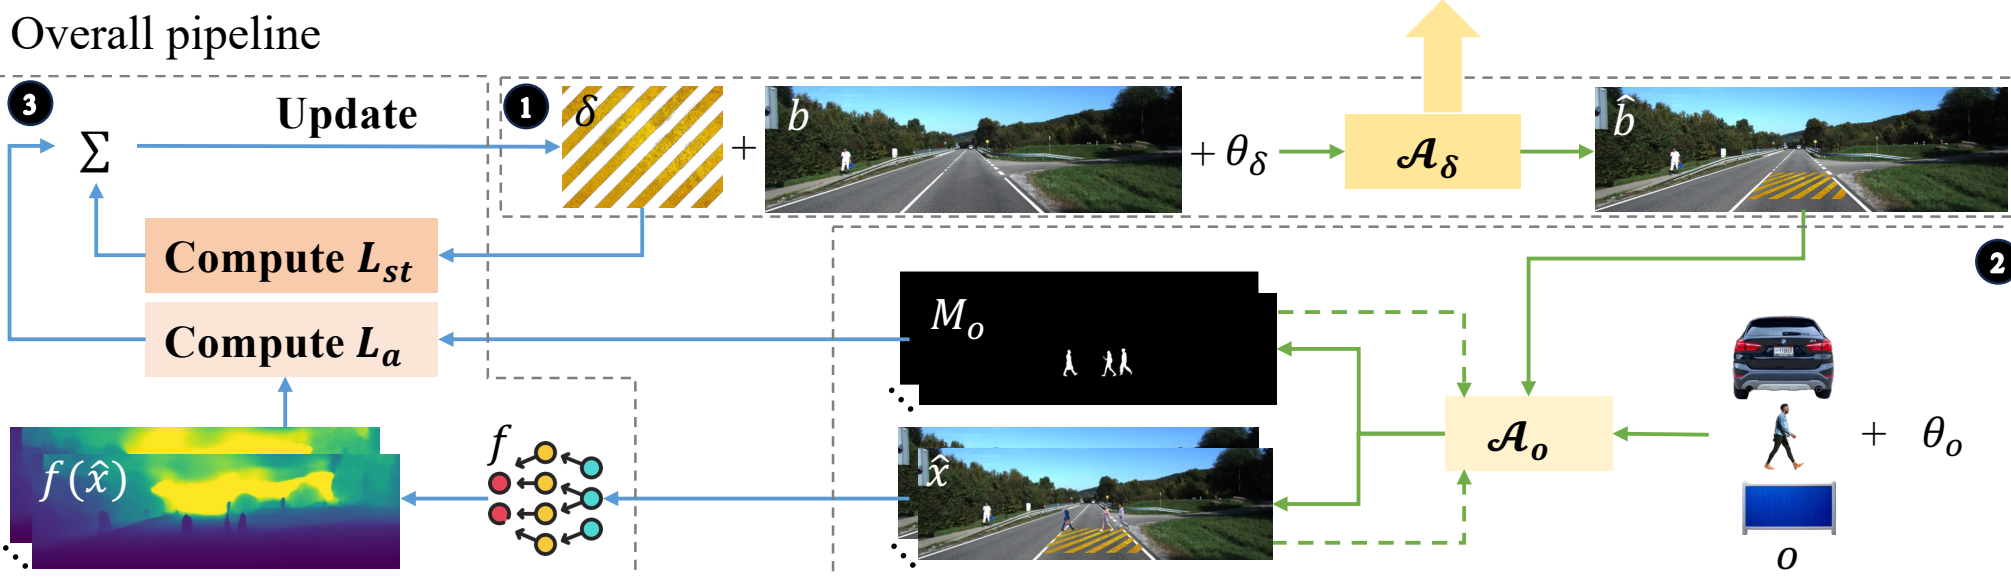 Overall pipeline
3
Update
Σ
1
δ
+
b
+ θ_δ
𝒜_δ
b̂
Compute L_st
Compute L_a
M_o
2
𝒜_o
+ θ_o
f
f(x̂)
x̂
o